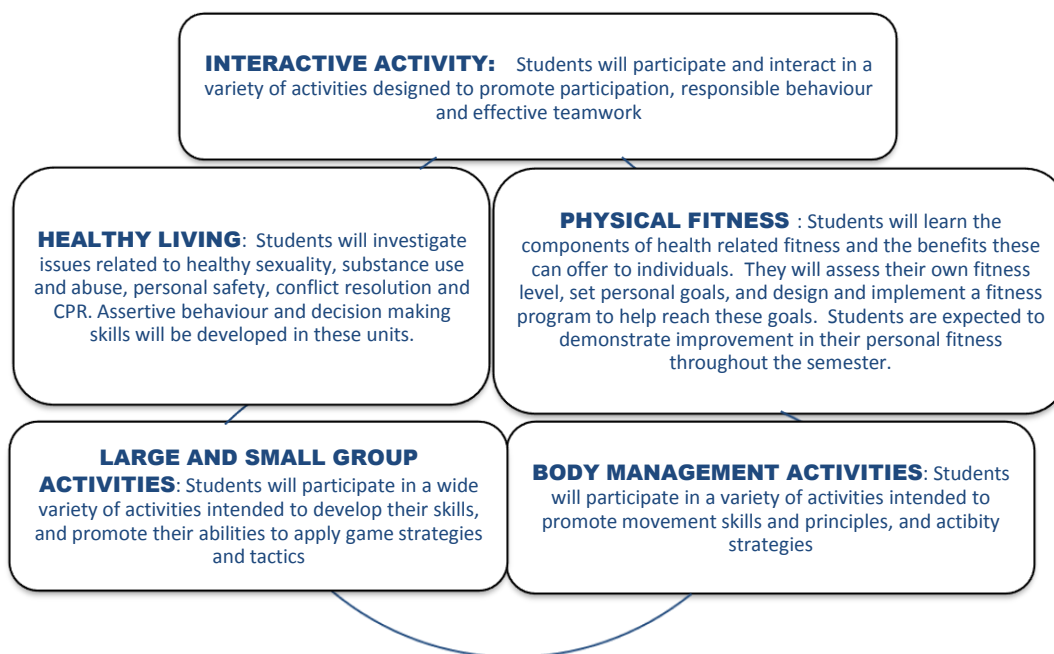 INTERACTIVE ACTIVITY: Students will participate and interact in a
variety of activities designed to promote participation, responsible behaviour
and effective teamwork
HEALTHY LIVING: Students will investigate
issues related to healthy sexuality, substance use
and abuse, personal safety, conflict resolution and
CPR. Assertive behaviour and decision making
skills will be developed in these units.
PHYSICAL FITNESS : Students will learn the
components of health related fitness and the benefits these
can offer to individuals. They will assess their own fitness
level, set personal goals, and design and implement a fitness
program to help reach these goals. Students are expected to
demonstrate improvement in their personal fitness
throughout the semester.
LARGE AND SMALL GROUP
ACTIVITIES: Students will participate in a wide
variety of activities intended to develop their skills,
and promote their abilities to apply game strategies
and tactics
BODY MANAGEMENT ACTIVITIES: Students
will participate in a variety of activities intended to
promote movement skills and principles, and actibity
strategies